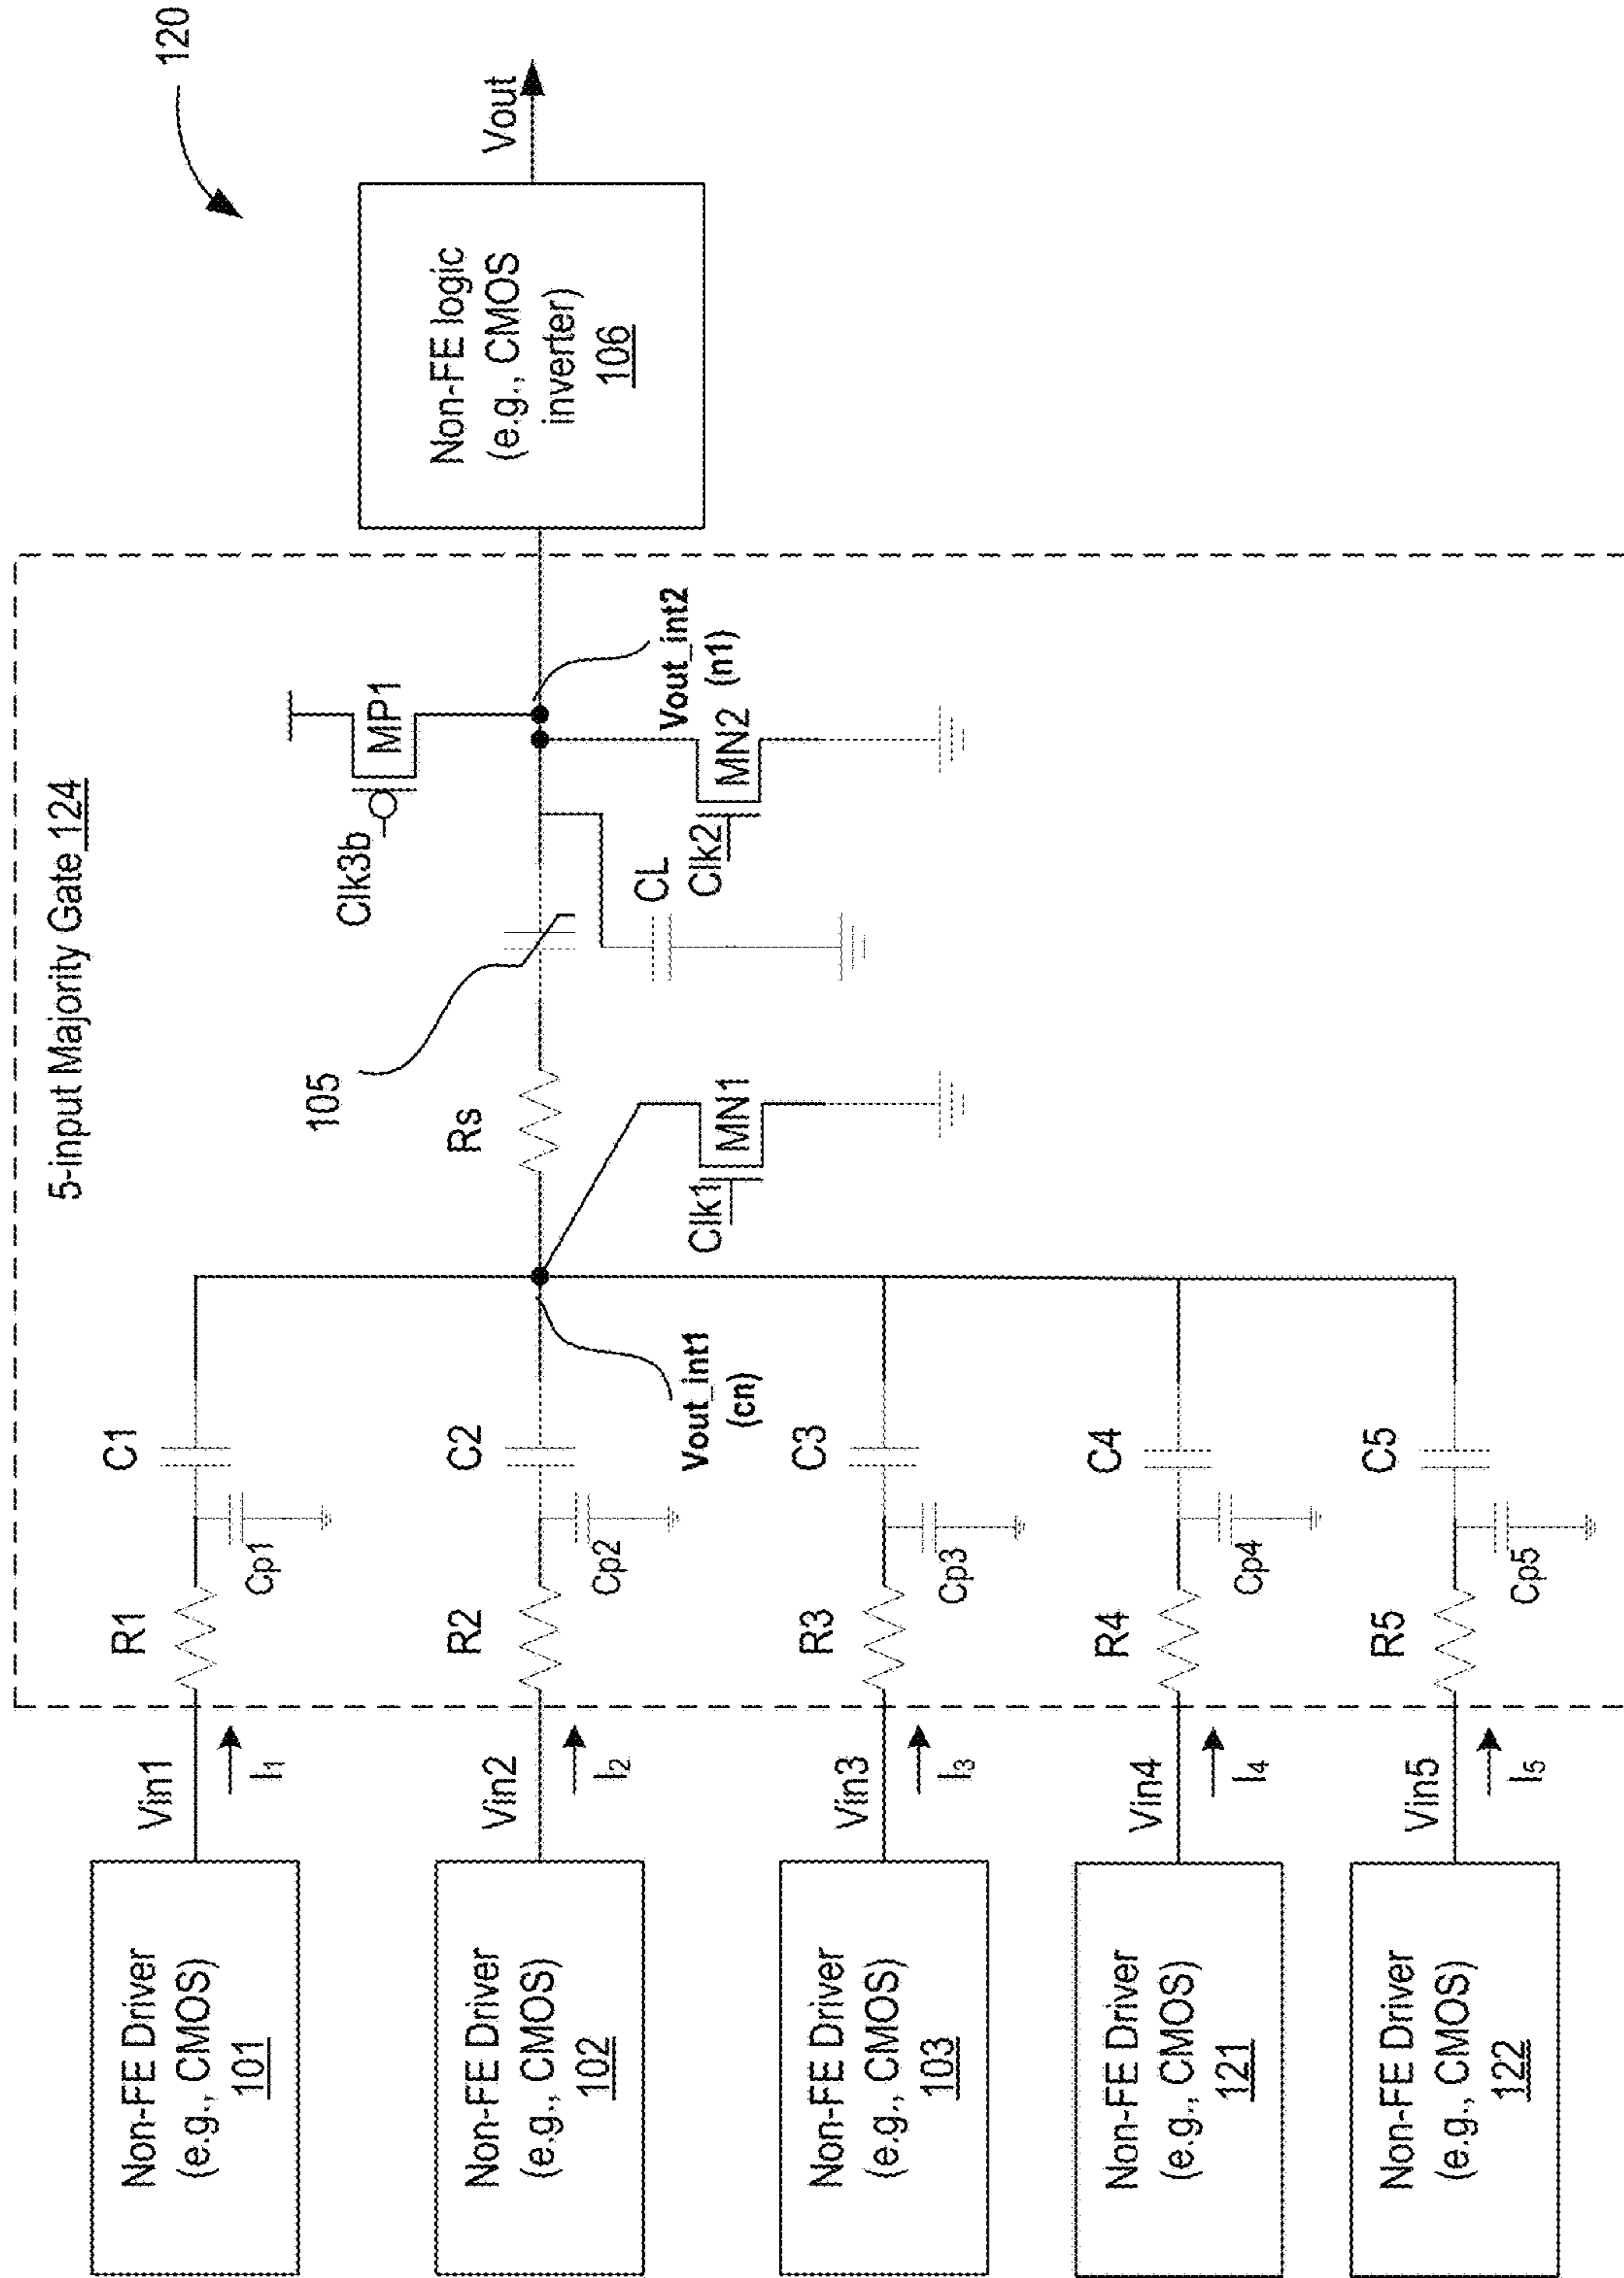 120
5-input Majority Gate 124
Non-FE Driver
(e.g., CMOS)
101
Vin1
I1
R1
Cp1
C1
Non-FE Driver
(e.g., CMOS)
102
Vin2
I2
R2
Cp2
C2
Vout_int1
(cn)
Non-FE Driver
(e.g., CMOS)
103
Vin3
I3
R3
Cp3
C3
Non-FE Driver
(e.g., CMOS)
121
Vin4
I4
R4
Cp4
C4
Non-FE Driver
(e.g., CMOS)
122
Vin5
I5
R5
Cp5
C5
Rs
105
Clk1
MN1
CL
Clk3b
MP1
Clk2
MN2
Vout_int2
(n1)
Non-FE logic
(e.g., CMOS
inverter)
106
Vout